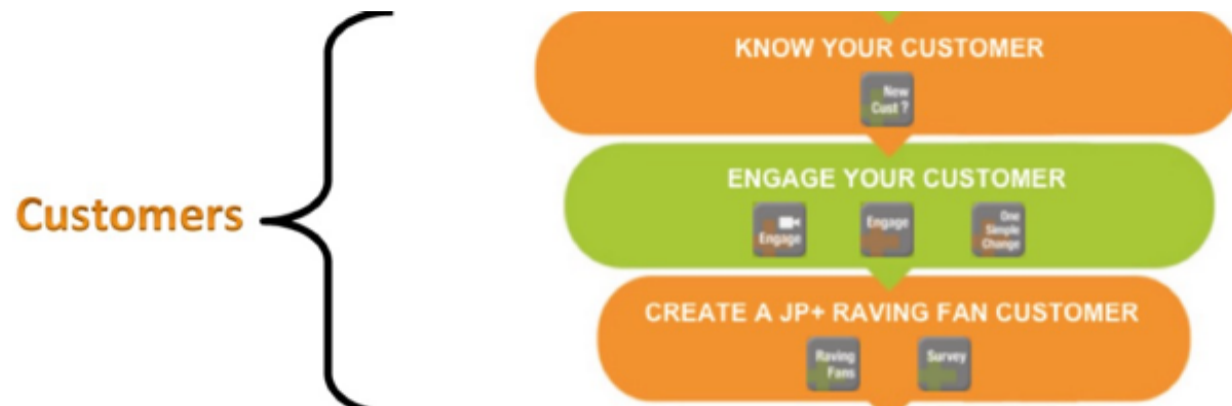 KNOW YOUR CUSTOMER
New
Cust ?
Customers
ENGAGE YOUR CUSTOMER
Engage
Engage
One
Simple
Change
CREATE A JP+ RAVING FAN CUSTOMER
Raving
Fans
Survey